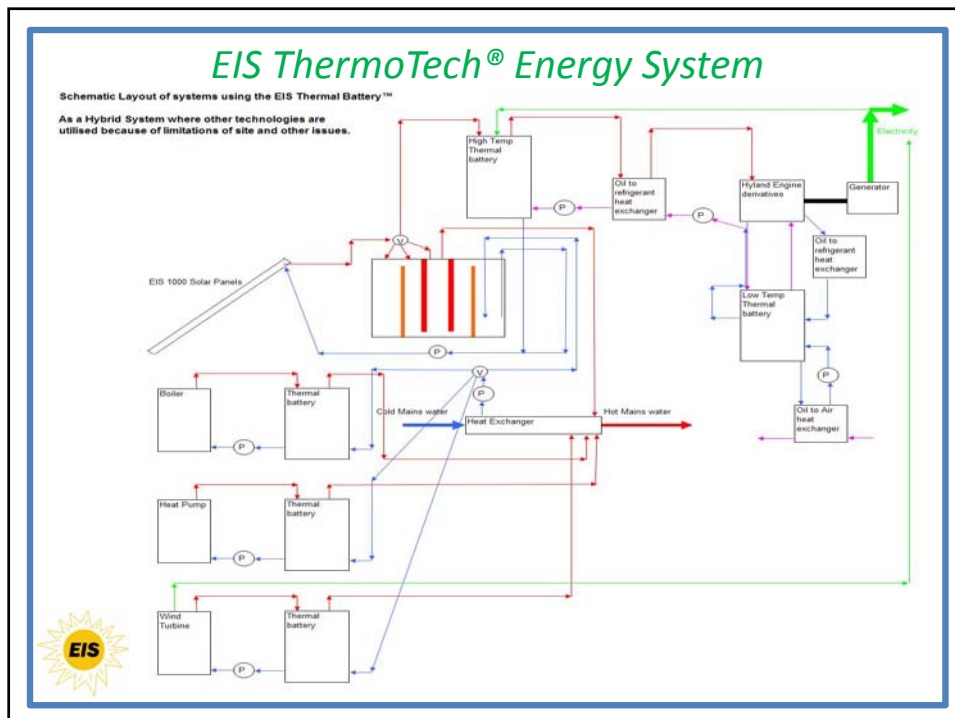 EIS ThermoTech® Energy System
Schematic Layout of systems using the EIS Thermal Battery™
As a Hybrid System where other technologies are
utilised because of limitations of site and other issues.
Electricity
High Temp
Thermal
battery
Oil to
refrigerant
heat
exchanger
Hyland Engine
derivatives
Generator
P
P
V
Oil to
refrigerant
heat
exchanger
EIS 1000 Solar Panels
Low Temp
Thermal
battery
P
V
P
Boiler
Thermal
battery
P
Cold Mains water
Hot Mains water
Heat Exchanger
Oil to Air
heat
exchanger
P
P
Heat Pump
Thermal
battery
P
Wind
Turbine
Thermal
battery
P
EIS